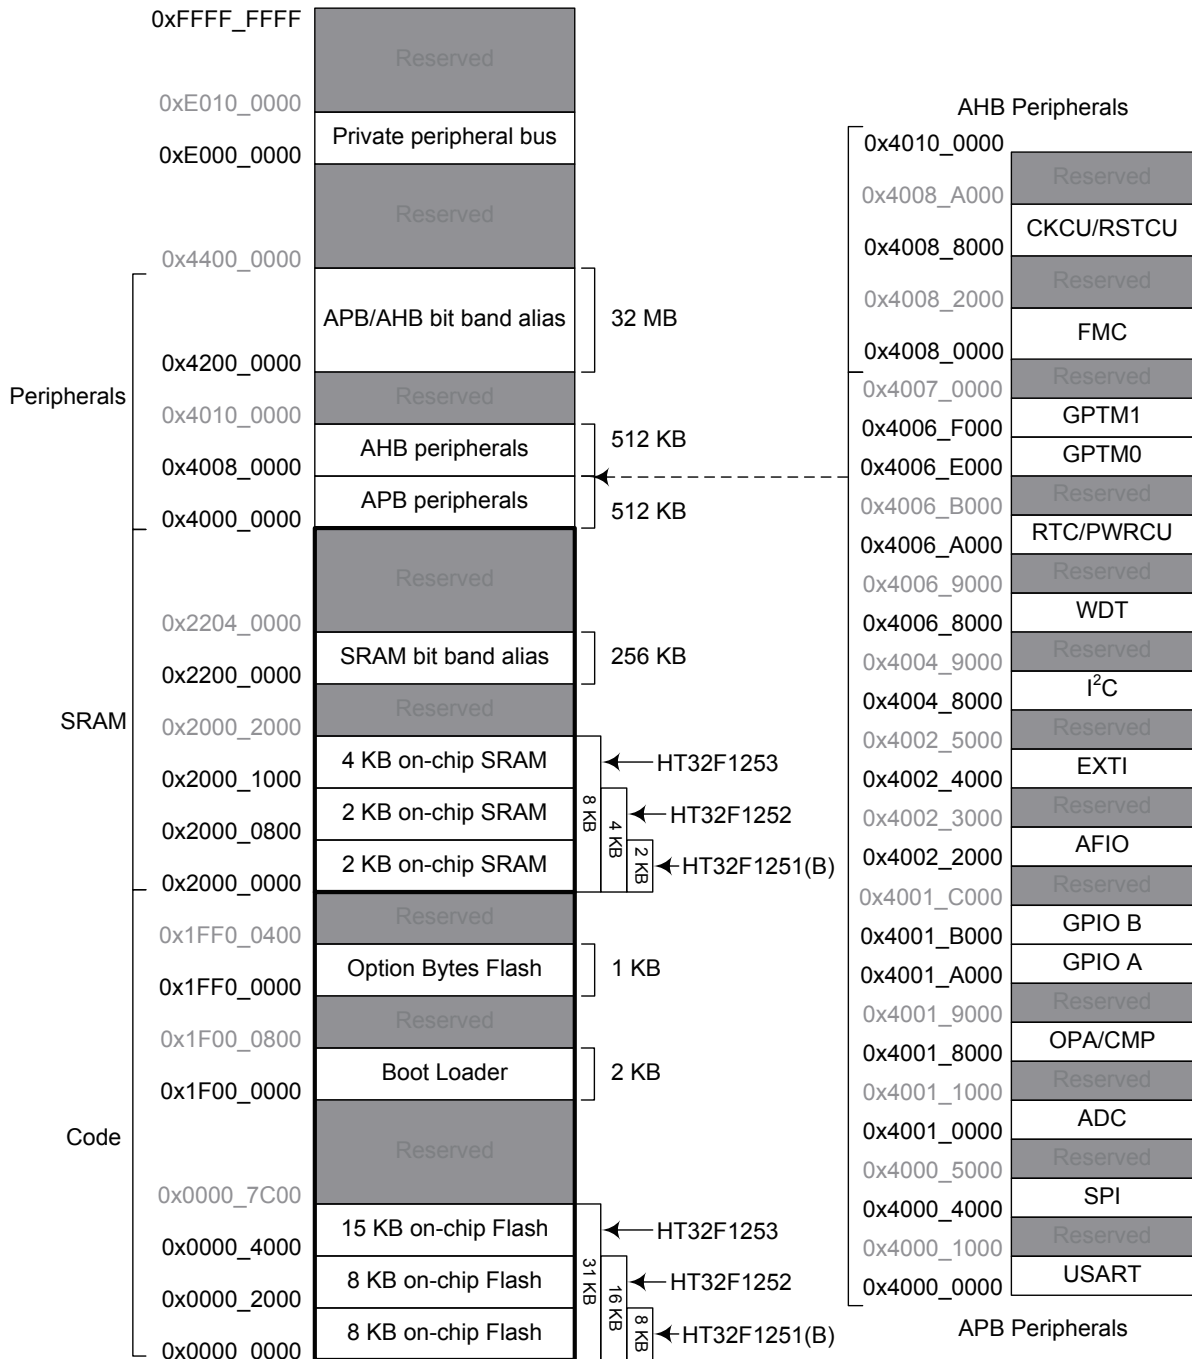 0xFFFF_FFFF
Reserved
0xE010_0000
Private peripheral bus
0xE000_0000
Reserved
0x4400_0000
APB/AHB bit band alias
32 MB
0x4200_0000
Peripherals
Reserved
0x4010_0000
AHB peripherals
512 KB
0x4008_0000
APB peripherals
512 KB
0x4000_0000
Reserved
0x2204_0000
SRAM bit band alias
256 KB
0x2200_0000
SRAM
Reserved
0x2000_2000
4 KB on-chip SRAM
HT32F1253
0x2000_1000
8 KB
2 KB on-chip SRAM
HT32F1252
0x2000_0800
4 KB
2 KB on-chip SRAM
2 KB
HT32F1251(B)
0x2000_0000
Reserved
0x1FF0_0400
Option Bytes Flash
1 KB
0x1FF0_0000
Reserved
0x1F00_0800
Boot Loader
2 KB
0x1F00_0000
Code
Reserved
0x0000_7C00
15 KB on-chip Flash
HT32F1253
0x0000_4000
31 KB
8 KB on-chip Flash
HT32F1252
0x0000_2000
16 KB
8 KB on-chip Flash
8 KB
HT32F1251(B)
0x0000_0000
AHB Peripherals
0x4010_0000
Reserved
0x4008_A000
CKCU/RSTCU
0x4008_8000
Reserved
0x4008_2000
FMC
0x4008_0000
Reserved
0x4007_0000
GPTM1
0x4006_F000
GPTM0
0x4006_E000
Reserved
0x4006_B000
RTC/PWRCU
0x4006_A000
Reserved
0x4006_9000
WDT
0x4006_8000
Reserved
0x4004_9000
I²C
0x4004_8000
Reserved
0x4002_5000
EXTI
0x4002_4000
Reserved
0x4002_3000
AFIO
0x4002_2000
Reserved
0x4001_C000
GPIO B
0x4001_B000
GPIO A
0x4001_A000
Reserved
0x4001_9000
OPA/CMP
0x4001_8000
Reserved
0x4001_1000
ADC
0x4001_0000
Reserved
0x4000_5000
SPI
0x4000_4000
Reserved
0x4000_1000
USART
0x4000_0000
APB Peripherals